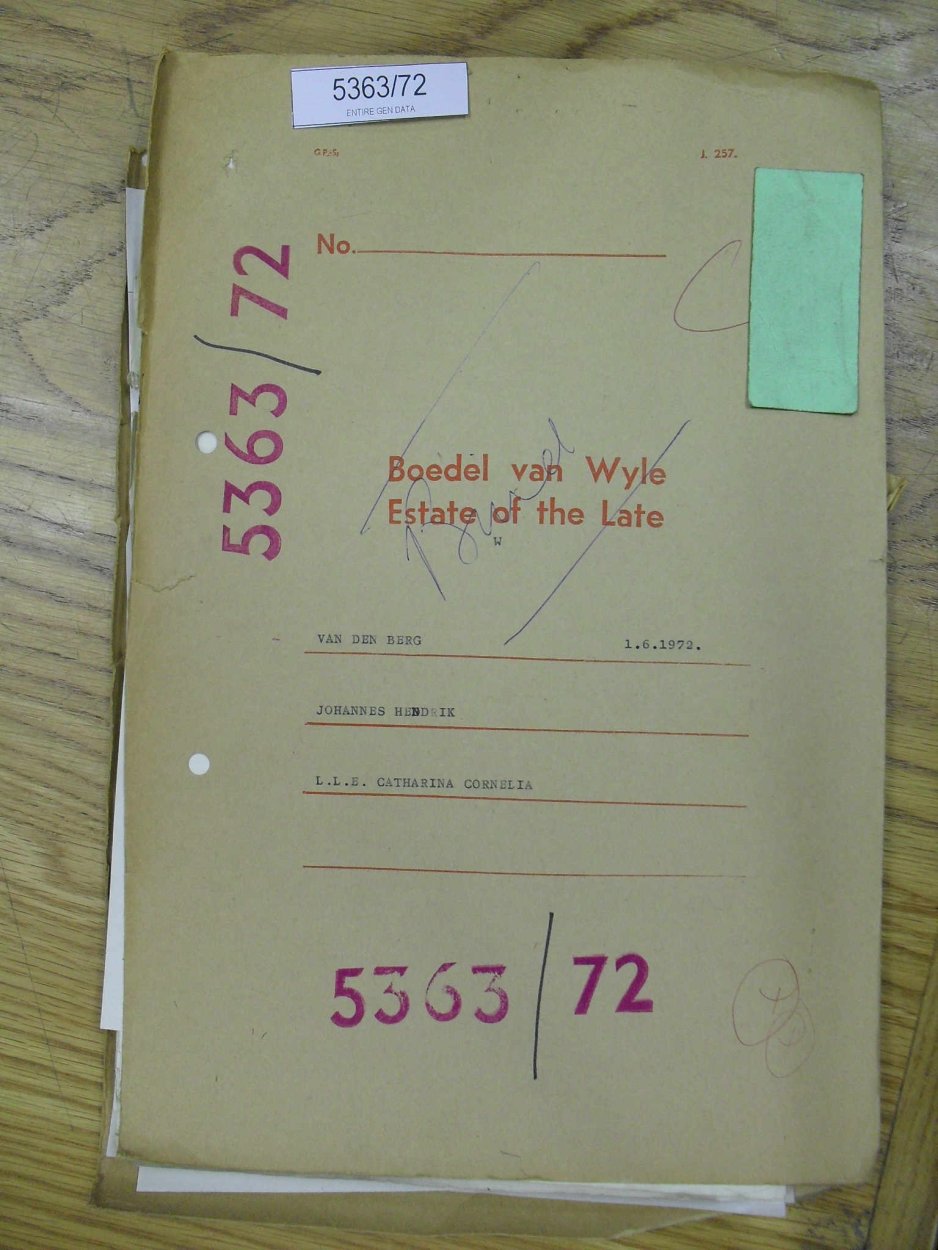 5363/72
ENTIRE GEN DATA
G.P.-S.
J. 257.
No.
5363/72
Boedel van Wyle
Estate of the Late
W
VAN DEN BERG 1.6.1972.
JOHANNES HENDRIK
L.L.E. CATHARINA CORNELIA
5363/72